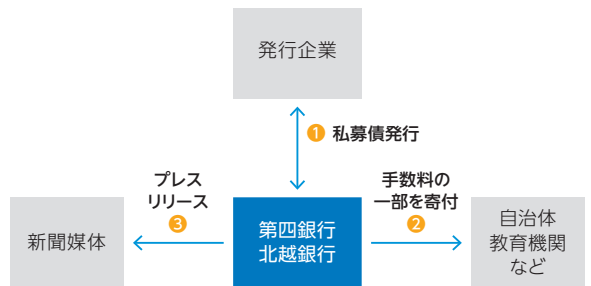 発行企業
❶ 私募債発行
プレス
リリース
❸
手数料の
一部を寄付
❷
新聞媒体
第四銀行
北越銀行
自治体
教育機関
など